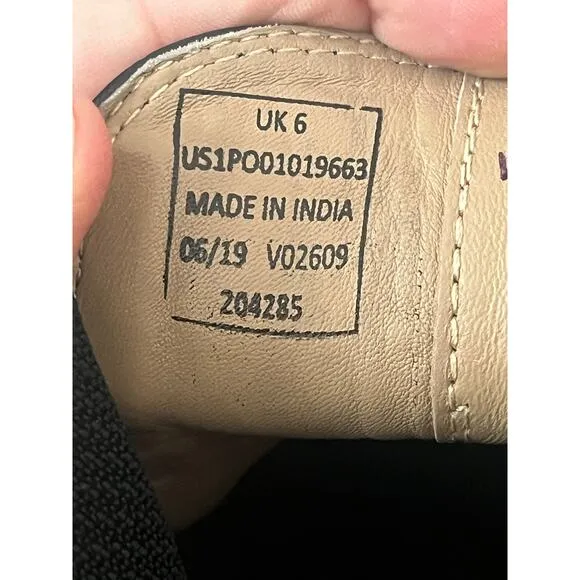 UK 6
US1PO01019663
MADE IN INDIA
06/19 V02609
204285